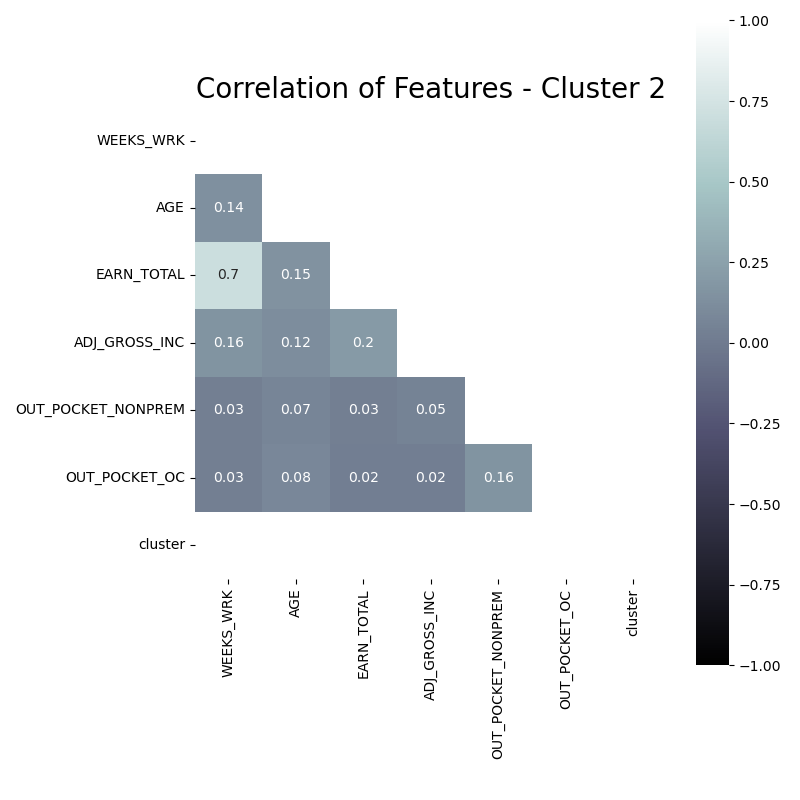 Correlation of Features - Cluster 2
WEEKS_WRK
AGE 0.14
EARN_TOTAL 0.7 0.15
ADJ_GROSS_INC 0.16 0.12 0.2
OUT_POCKET_NONPREM 0.03 0.07 0.03 0.05
OUT_POCKET_OC 0.03 0.08 0.02 0.02 0.16
cluster
WEEKS_WRK
AGE
EARN_TOTAL
ADJ_GROSS_INC
OUT_POCKET_NONPREM
OUT_POCKET_OC
cluster
1.00
0.75
0.50
0.25
0.00
−0.25
−0.50
−0.75
−1.00